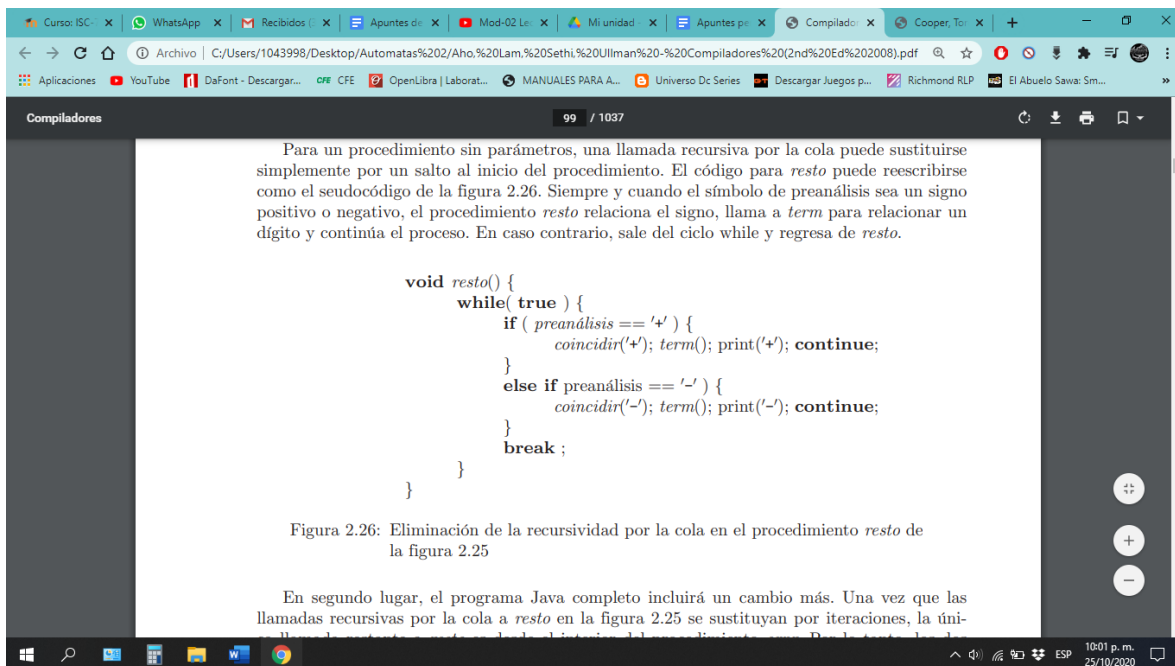 Curso: ISC-
WhatsApp
Recibidos (
Apuntes de
Mod-02 Lec
Mi unidad -
Apuntes pe
Compilador
Cooper, Tor
Archivo | C:/Users/1043998/Desktop/Automatas%202/Aho,%20Lam,%20Sethi,%20Ullman%20-%20Compiladores%20(2nd%20Ed%202008).pdf
Aplicaciones YouTube DaFont - Descargar... CFE CFE OpenLibra | Laborat... MANUALES PARA A... Universo Dc Series Descargar Juegos p... Richmond RLP El Abuelo Sawa: Sm... »
Compiladores 99 / 1037
Para un procedimiento sin parámetros, una llamada recursiva por la cola puede sustituirse
simplemente por un salto al inicio del procedimiento. El código para resto puede reescribirse
como el seudocódigo de la figura 2.26. Siempre y cuando el símbolo de preanálisis sea un signo
positivo o negativo, el procedimiento resto relaciona el signo, llama a term para relacionar un
dígito y continúa el proceso. En caso contrario, sale del ciclo while y regresa de resto.
void resto() {
while( true ) {
if ( preanálisis == '+' ) {
coincidir('+'); term(); print('+'); continue;
}
else if preanálisis == '-' ) {
coincidir('-'); term(); print('-'); continue;
}
break ;
}
}
Figura 2.26: Eliminación de la recursividad por la cola en el procedimiento resto de
la figura 2.25
En segundo lugar, el programa Java completo incluirá un cambio más. Una vez que las
llamadas recursivas por la cola a resto en la figura 2.25 se sustituyan por iteraciones, la úni-
ESP
10:01 p. m.
25/10/2020